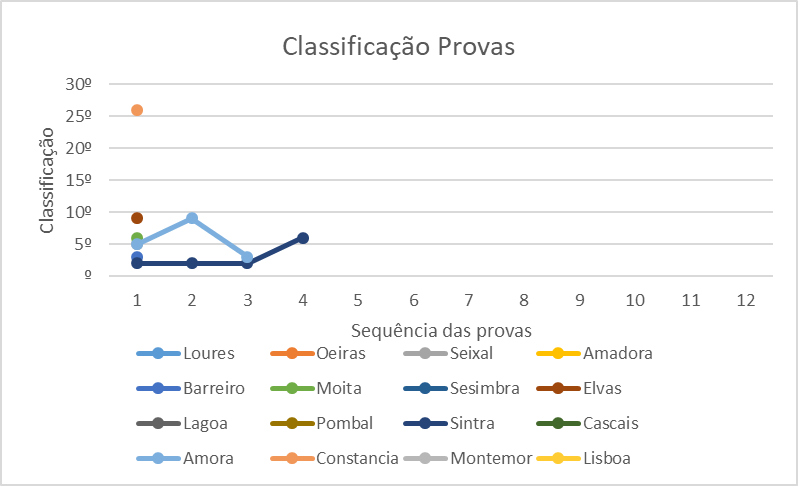 Classificação Provas
30º
25º
20º
15º
10º
5º
º
Classificação
1 2 3 4 5 6 7 8 9 10 11 12
Sequência das provas
Loures Oeiras Seixal Amadora
Barreiro Moita Sesimbra Elvas
Lagoa Pombal Sintra Cascais
Amora Constancia Montemor Lisboa